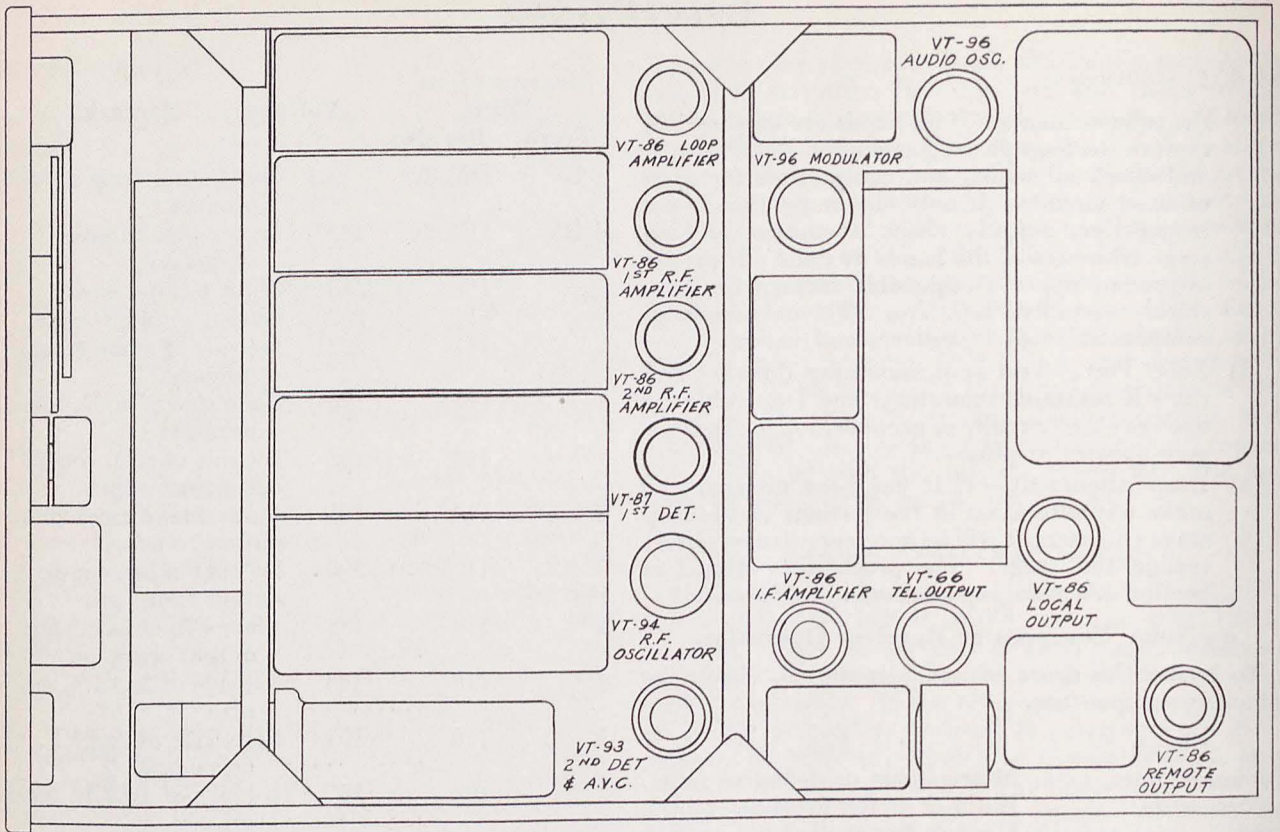 VT-96
AUDIO OSC.
VT-86 LOOP
AMPLIFIER
VT-96 MODULATOR
VT-86
1ST R.F.
AMPLIFIER
VT-86
2ND R.F.
AMPLIFIER
VT-87
1ST DET.
VT-86
I.F. AMPLIFIER
VT-66
TEL. OUTPUT
VT-86
LOCAL
OUTPUT
VT-94
R.F.
OSCILLATOR
VT-93
2ND DET
& A.V.C.
VT-86
REMOTE
OUTPUT